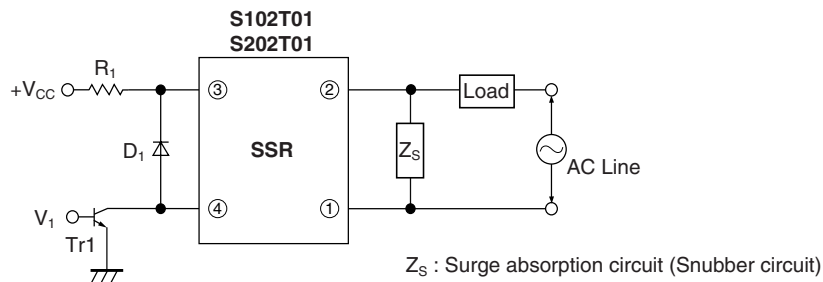 S102T01
S202T01
R1
+VCC
③
②
Load
D1
SSR
ZS
AC Line
V1
④
①
Tr1
ZS : Surge absorption circuit (Snubber circuit)